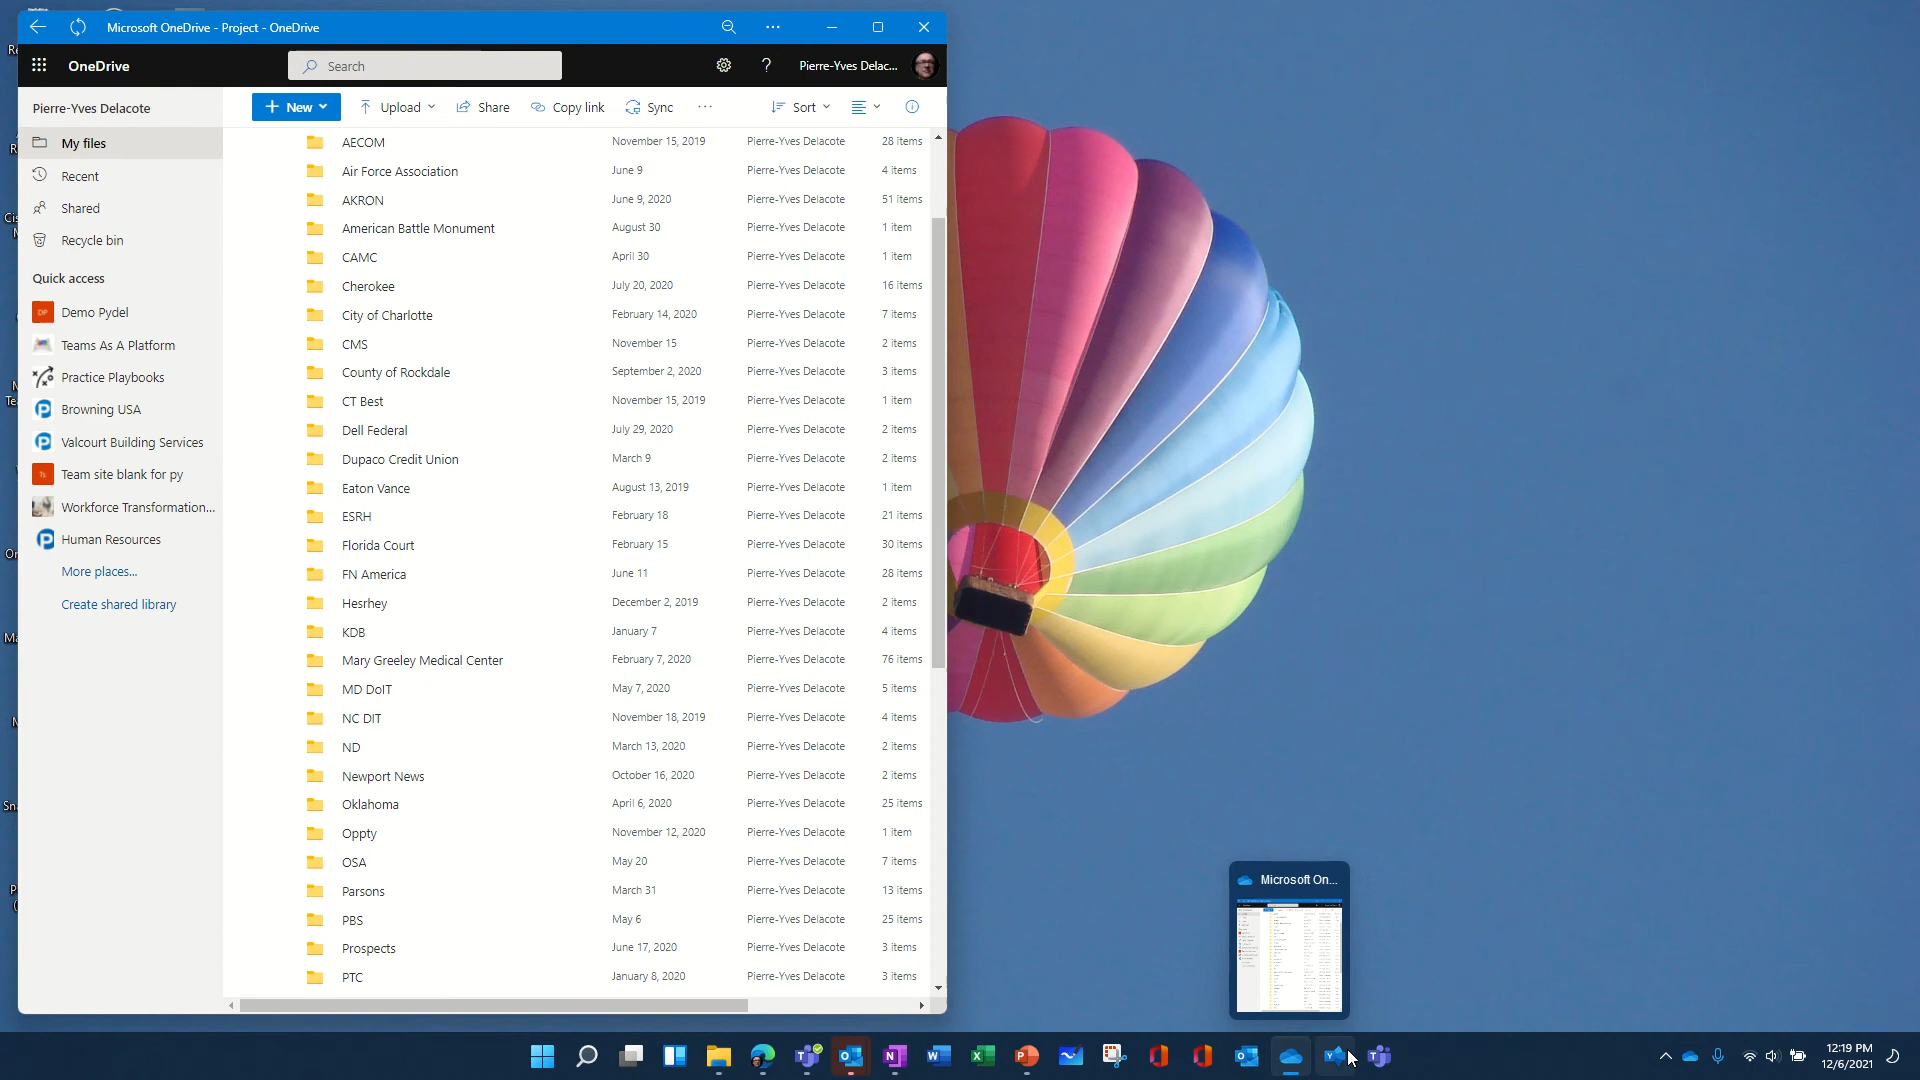 Microsoft OneDrive - Project - OneDrive
OneDrive
Search
Pierre-Yves Delac...
Pierre-Yves Delacote
New
Upload
Share
Copy link
Sync
Sort
My files
Recent
Shared
Recycle bin
Quick access
Demo Pydel
Teams As A Platform
Practice Playbooks
Browning USA
Valcourt Building Services
Team site blank for py
Workforce Transformation...
Human Resources
More places...
Create shared library
AECOM November 15, 2019 Pierre-Yves Delacote 28 items
Air Force Association June 9 Pierre-Yves Delacote 4 items
AKRON June 9, 2020 Pierre-Yves Delacote 51 items
American Battle Monument August 30 Pierre-Yves Delacote 1 item
CAMC April 30 Pierre-Yves Delacote 1 item
Cherokee July 20, 2020 Pierre-Yves Delacote 16 items
City of Charlotte February 14, 2020 Pierre-Yves Delacote 7 items
CMS November 15 Pierre-Yves Delacote 2 items
County of Rockdale September 2, 2020 Pierre-Yves Delacote 3 items
CT Best November 15, 2019 Pierre-Yves Delacote 1 item
Dell Federal July 29, 2020 Pierre-Yves Delacote 2 items
Dupaco Credit Union March 9 Pierre-Yves Delacote 2 items
Eaton Vance August 13, 2019 Pierre-Yves Delacote 1 item
ESRH February 18 Pierre-Yves Delacote 21 items
Florida Court February 15 Pierre-Yves Delacote 30 items
FN America June 11 Pierre-Yves Delacote 28 items
Hesrhey December 2, 2019 Pierre-Yves Delacote 2 items
KDB January 7 Pierre-Yves Delacote 4 items
Mary Greeley Medical Center February 7, 2020 Pierre-Yves Delacote 76 items
MD DoIT May 7, 2020 Pierre-Yves Delacote 5 items
NC DIT November 18, 2019 Pierre-Yves Delacote 4 items
ND March 13, 2020 Pierre-Yves Delacote 2 items
Newport News October 16, 2020 Pierre-Yves Delacote 2 items
Oklahoma April 6, 2020 Pierre-Yves Delacote 25 items
Oppty November 12, 2020 Pierre-Yves Delacote 1 item
OSA May 20 Pierre-Yves Delacote 7 items
Parsons March 31 Pierre-Yves Delacote 13 items
PBS May 6 Pierre-Yves Delacote 25 items
Prospects June 17, 2020 Pierre-Yves Delacote 3 items
PTC January 8, 2020 Pierre-Yves Delacote 3 items
Microsoft On...
12:19 PM
12/6/2021